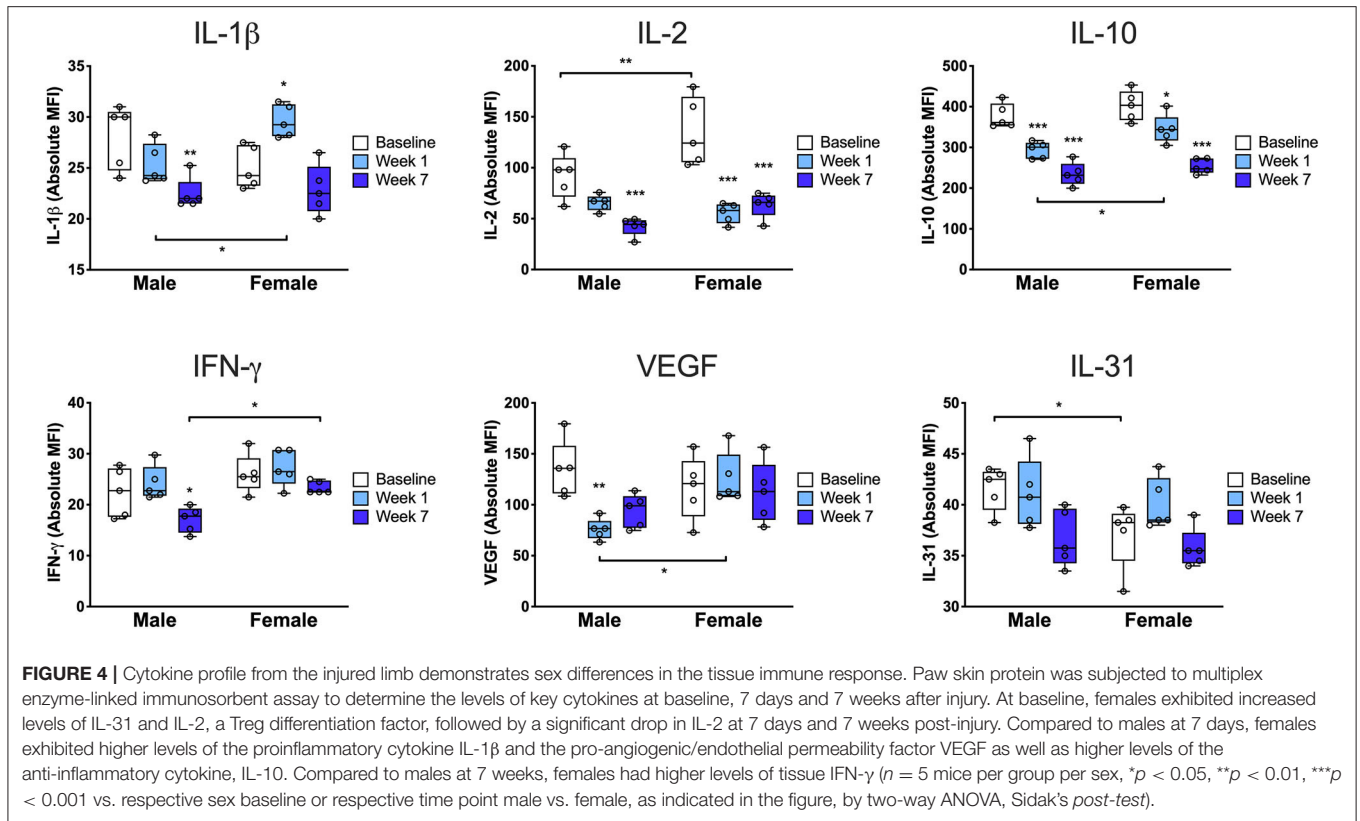 IL-1β
IL-1β (Absolute MFI)
35
30
25
20
15
*
**
*
Male Female
Baseline
Week 1
Week 7
IL-2
IL-2 (Absolute MFI)
200
150
100
50
0
**
***
***
***
Male Female
Baseline
Week 1
Week 7
IL-10
IL-10 (Absolute MFI)
500
400
300
200
100
0
***
***
*
***
*
Male Female
Baseline
Week 1
Week 7
IFN-γ
IFN-γ (Absolute MFI)
40
30
20
10
0
*
*
Male Female
Baseline
Week 1
Week 7
VEGF
VEGF (Absolute MFI)
200
150
100
50
0
**
*
Male Female
Baseline
Week 1
Week 7
IL-31
IL-31 (Absolute MFI)
50
45
40
35
30
*
Male Female
Baseline
Week 1
Week 7
FIGURE 4 | Cytokine profile from the injured limb demonstrates sex differences in the tissue immune response. Paw skin protein was subjected to multiplex
enzyme-linked immunosorbent assay to determine the levels of key cytokines at baseline, 7 days and 7 weeks after injury. At baseline, females exhibited increased
levels of IL-31 and IL-2, a Treg differentiation factor, followed by a significant drop in IL-2 at 7 days and 7 weeks post-injury. Compared to males at 7 days, females
exhibited higher levels of the proinflammatory cytokine IL-1β and the pro-angiogenic/endothelial permeability factor VEGF as well as higher levels of the
anti-inflammatory cytokine, IL-10. Compared to males at 7 weeks, females had higher levels of tissue IFN-γ (n = 5 mice per group per sex, *p < 0.05, **p < 0.01, ***p
< 0.001 vs. respective sex baseline or respective time point male vs. female, as indicated in the figure, by two-way ANOVA, Sidak's post-test).